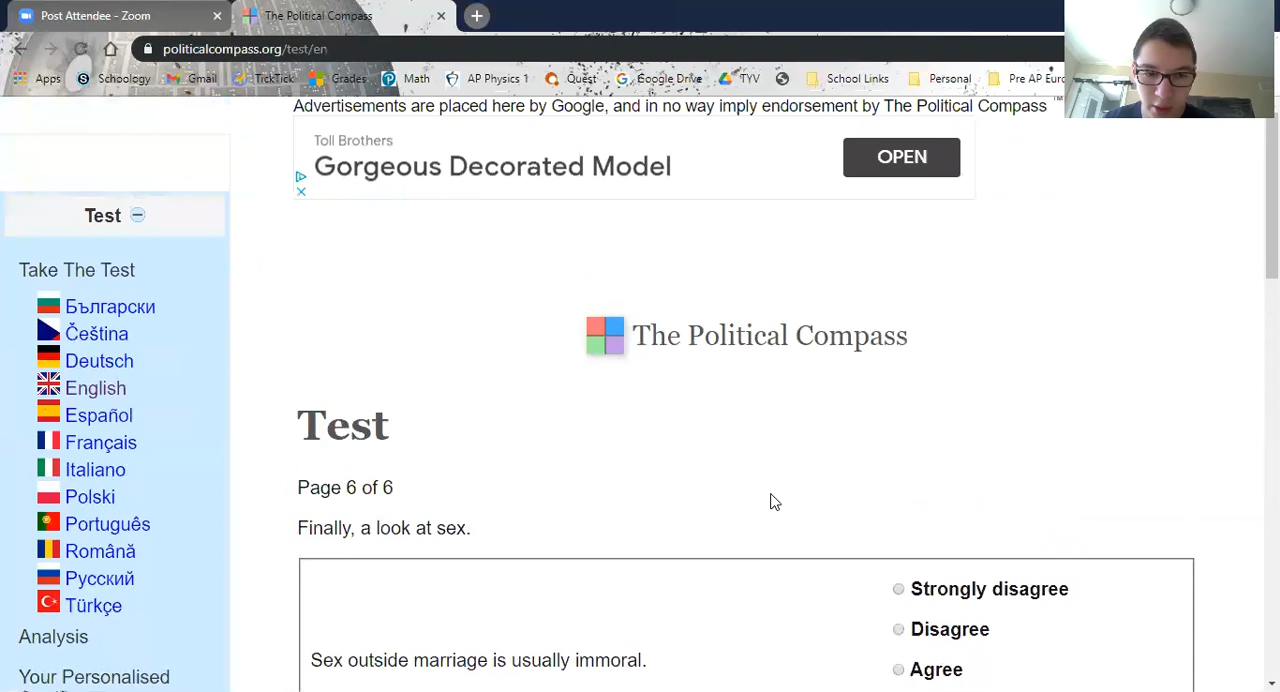 Post Attendee - Zoom
The Political Compass
politicalcompass.org/test/en
Apps
Schoology
Gmail
TickTick
Grades
Math
AP Physics 1
Quest
Google Drive
TYV
School Links
Personal
Pre AP Euro
Advertisements are placed here by Google, and in no way imply endorsement by The Political Compass ™
Toll Brothers
Gorgeous Decorated Model
OPEN
Test
Take The Test
Български
Čeština
Deutsch
English
Español
Français
Italiano
Polski
Português
Română
Русский
Türkçe
Analysis
Your Personalised
The Political Compass
Test
Page 6 of 6
Finally, a look at sex.
Sex outside marriage is usually immoral.
Strongly disagree
Disagree
Agree